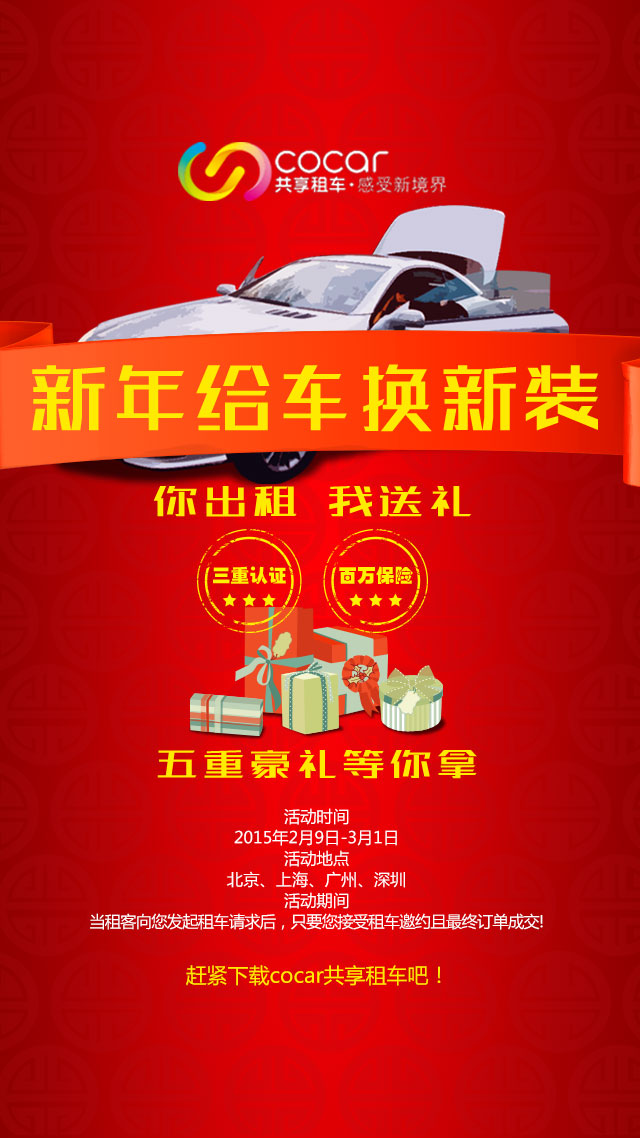 cocar
共享租车·感受新境界
新年给车换新装
你出租 我送礼
三重认证
百万保险
五重豪礼等你拿
活动时间
2015年2月9日-3月1日
活动地点
北京、上海、广州、深圳
活动期间
当租客向您发起租车请求后，只要您接受租车邀约且最终订单成交!
赶紧下载cocar共享租车吧！